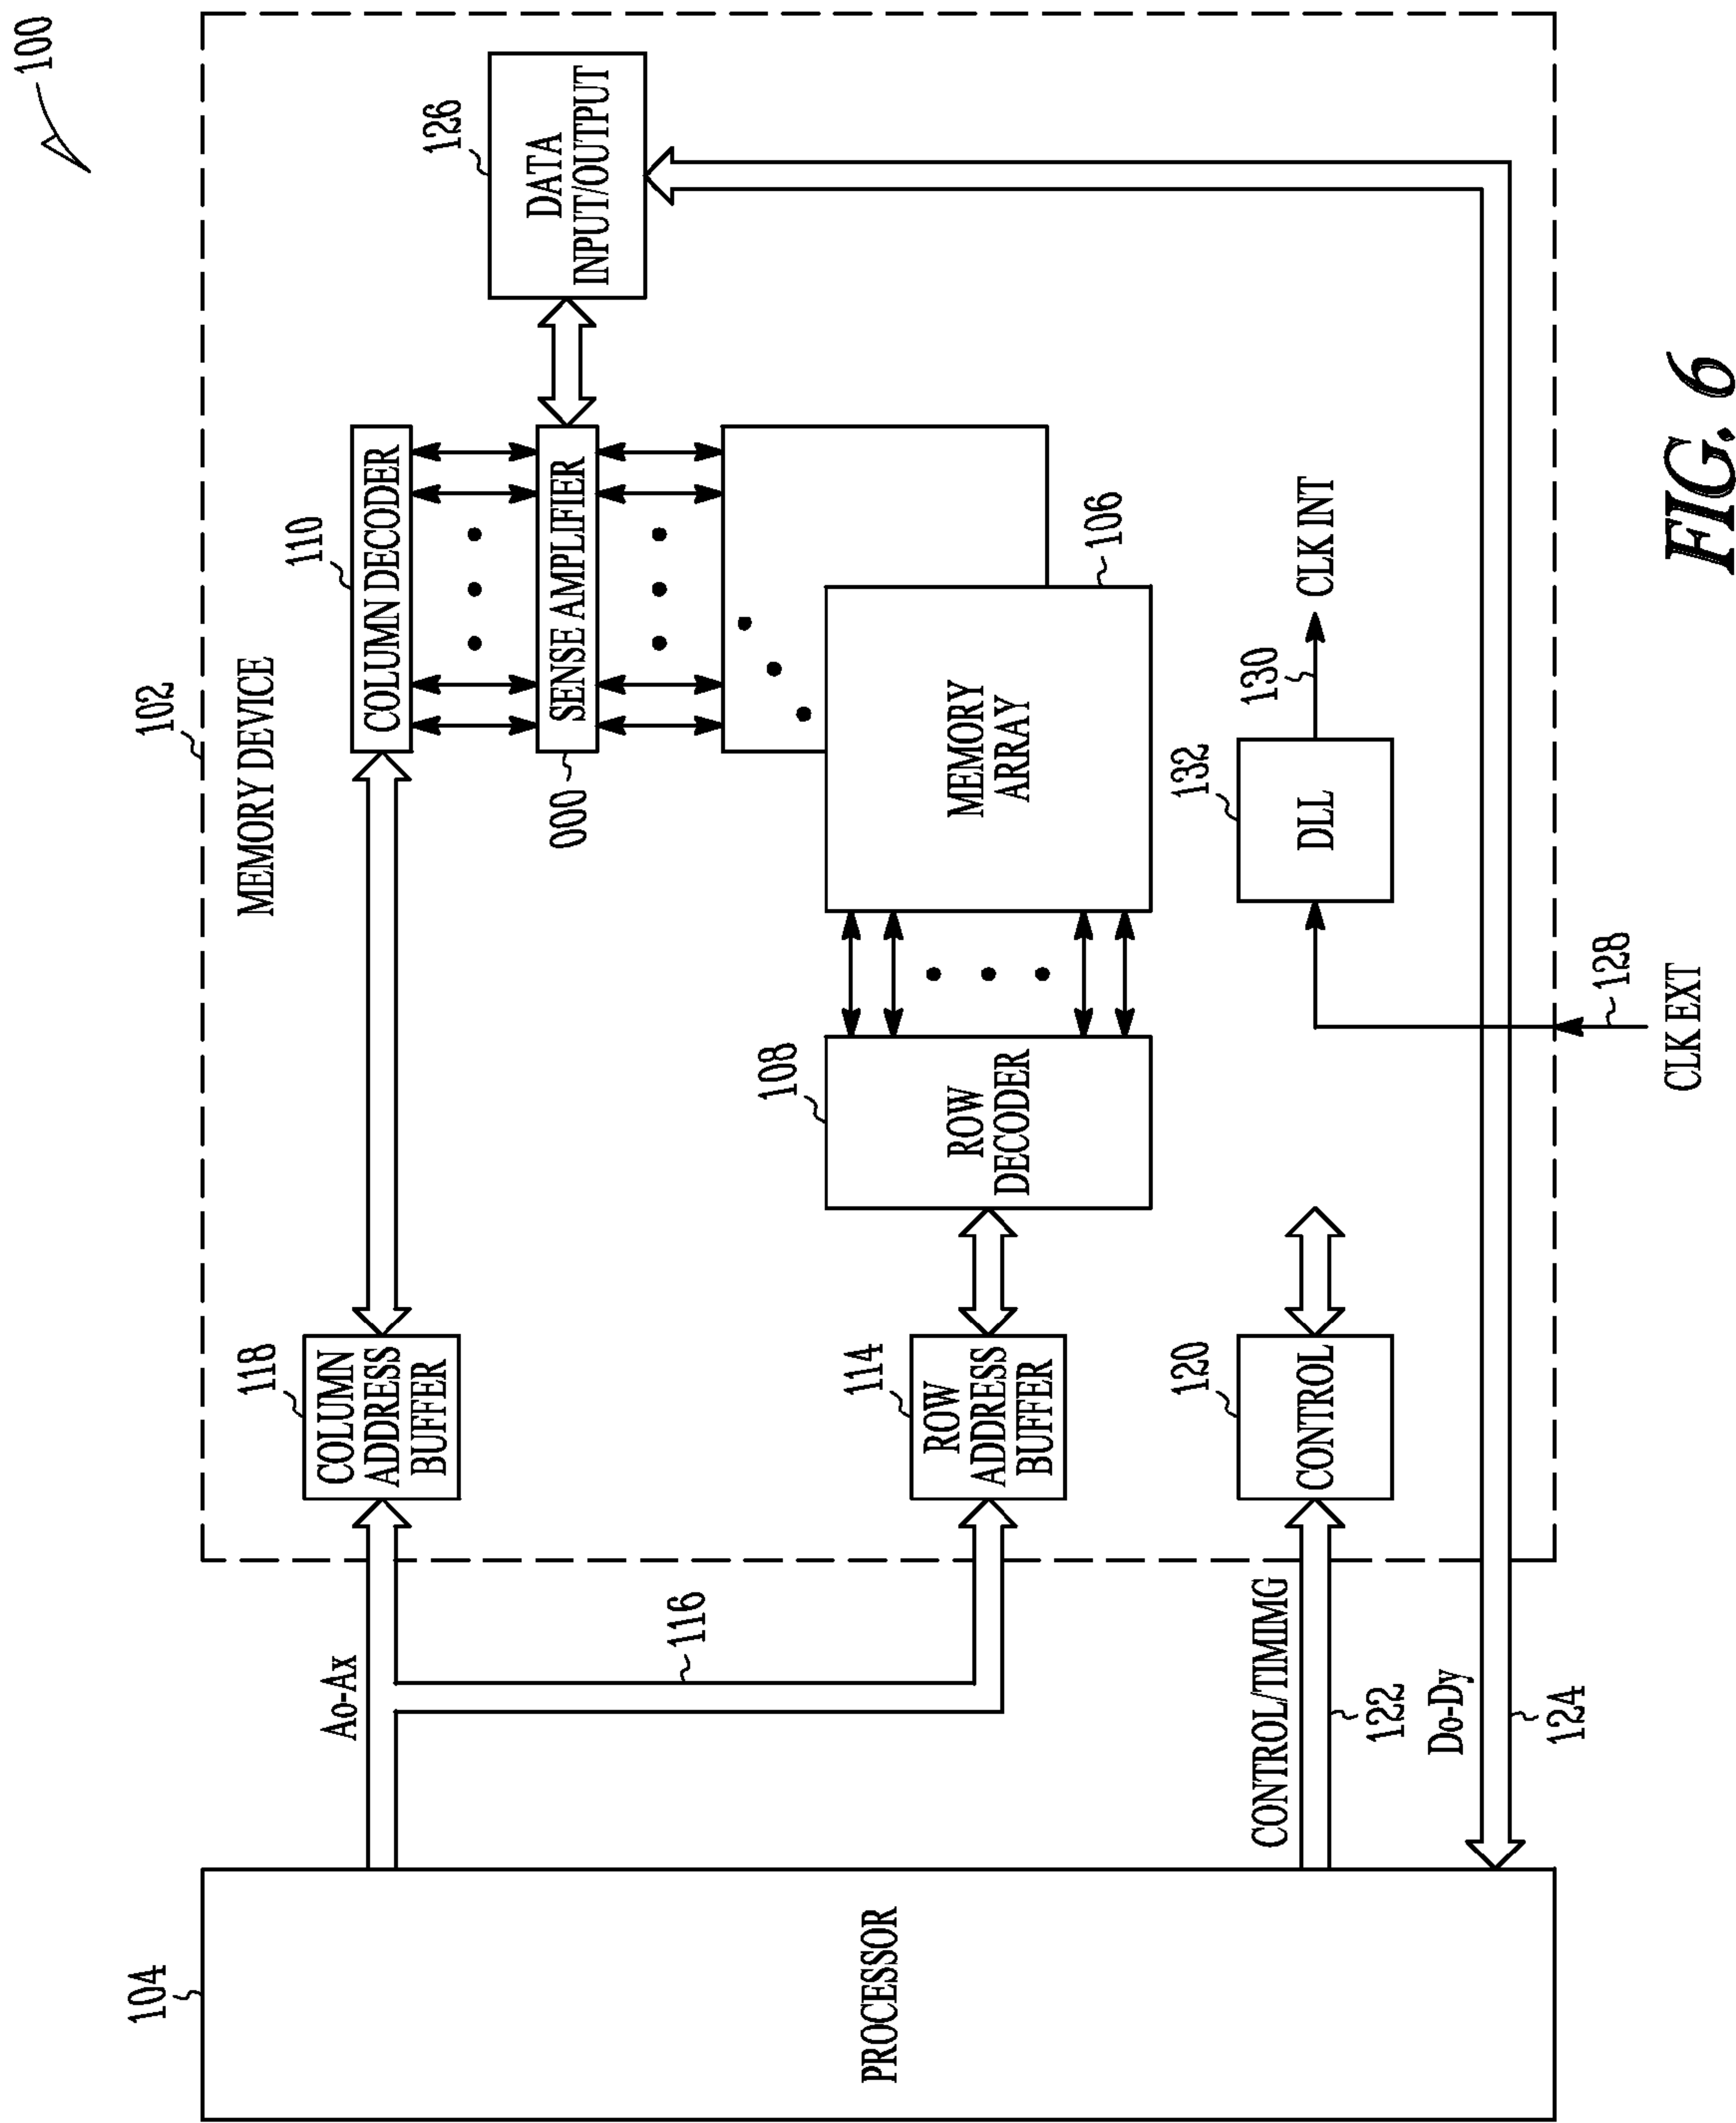 100
102
MEMORY DEVICE
104
PROCESSOR
Ao-Ax
116
118
COLUMN
ADDRESS
BUFFER
110
COLUMN DECODER
000
SENSE AMPLIFIER
126
DATA
INPUT/OUTPUT
114
ROW
ADDRESS
BUFFER
108
ROW
DECODER
MEMORY
ARRAY
106
CONTROL/TIMIMG
122
120
CONTROL
132
DLL
130
CLK INT
Do-Dy
124
128
CLK EXT
FIG. 6